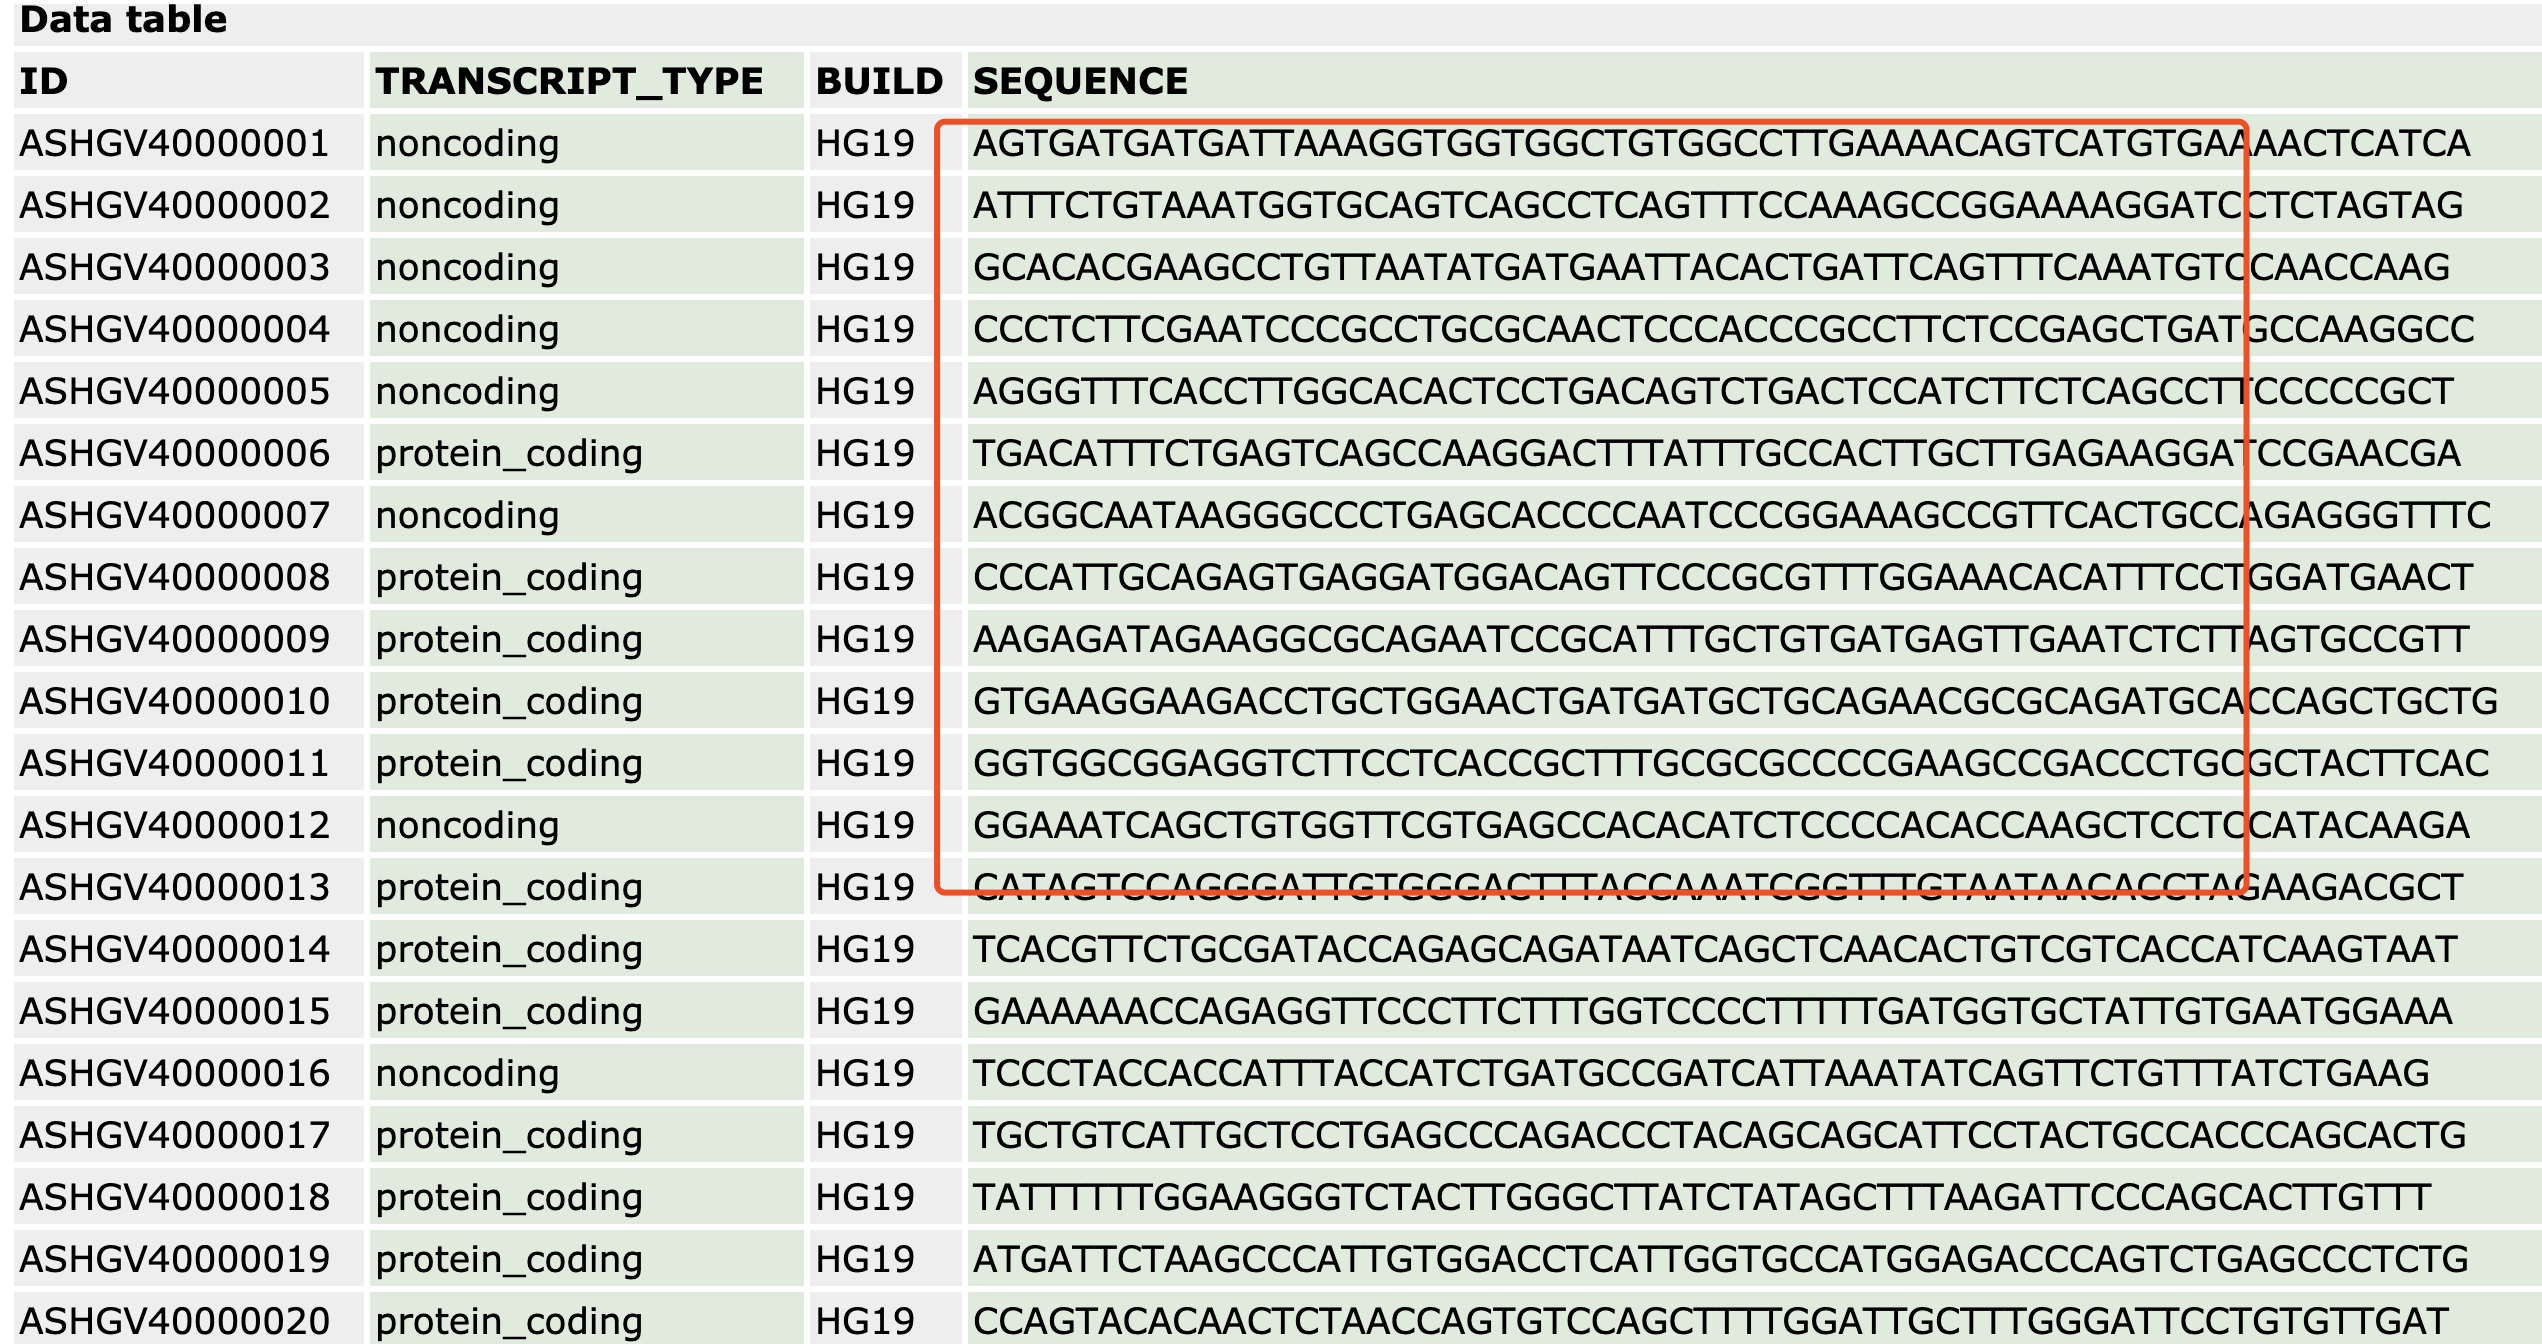 Data table
ID TRANSCRIPT_TYPE BUILD SEQUENCE
ASHGV40000001 noncoding HG19 AGTGATGATGATTAAAGGTGGTGGCTGTGGCCTTGAAAACAGTCATGTGAAAACTCATCA
ASHGV40000002 noncoding HG19 ATTTCTGTAAATGGTGCAGTCAGCCTCAGTTTCCAAAGCCGGAAAAGGATCCTCTAGTAG
ASHGV40000003 noncoding HG19 GCACACGAAGCCTGTTAATATGATGAATTACACTGATTCAGTTTCAAATGTCCAACCAAG
ASHGV40000004 noncoding HG19 CCCTCTTCGAATCCCGCCTGCGCAACTCCCACCCGCCTTCTCCGAGCTGATGCCAAGGCC
ASHGV40000005 noncoding HG19 AGGGTTTCACCTTGGCACACTCCTGACAGTCTGACTCCATCTTCTCAGCCTTCCCCCGCT
ASHGV40000006 protein_coding HG19 TGACATTTCTGAGTCAGCCAAGGACTTTATTTGCCACTTGCTTGAGAAGGATCCGAACGA
ASHGV40000007 noncoding HG19 ACGGCAATAAGGGCCCTGAGCACCCCAATCCCGGAAAGCCGTTCACTGCCAGAGGGTTTC
ASHGV40000008 protein_coding HG19 CCCATTGCAGAGTGAGGATGGACAGTTCCCGCGTTTGGAAACACATTTCCTGGATGAACT
ASHGV40000009 protein_coding HG19 AAGAGATAGAAGGCGCAGAATCCGCATTTGCTGTGATGAGTTGAATCTCTTAGTGCCGTT
ASHGV40000010 protein_coding HG19 GTGAAGGAAGACCTGCTGGAACTGATGATGCTGCAGAACGCGCAGATGCACCAGCTGCTG
ASHGV40000011 protein_coding HG19 GGTGGCGGAGGTCTTCCTCACCGCTTTGCGCGCCCCGAAGCCGACCCTGCGCTACTTCAC
ASHGV40000012 noncoding HG19 GGAAATCAGCTGTGGTTCGTGAGCCACACATCTCCCCACACCAAGCTCCTCCATACAAGA
ASHGV40000013 protein_coding HG19 CATAGTCCAGGGATTGTGGGACTTTACCAAATCGGTTTGTAATAACACCTAGAAGACGCT
ASHGV40000014 protein_coding HG19 TCACGTTCTGCGATACCAGAGCAGATAATCAGCTCAACACTGTCGTCACCATCAAGTAAT
ASHGV40000015 protein_coding HG19 GAAAAAACCAGAGGTTCCCTTCTTTGGTCCCCTTTTTGATGGTGCTATTGTGAATGGAAA
ASHGV40000016 noncoding HG19 TCCCTACCACCATTTACCATCTGATGCCGATCATTAAATATCAGTTCTGTTTATCTGAAG
ASHGV40000017 protein_coding HG19 TGCTGTCATTGCTCCTGAGCCCAGACCCTACAGCAGCATTCCTACTGCCACCCAGCACTG
ASHGV40000018 protein_coding HG19 TATTTTTTGGAAGGGTCTACTTGGGCTTATCTATAGCTTTAAGATTCCCAGCACTTGTTT
ASHGV40000019 protein_coding HG19 ATGATTCTAAGCCCATTGTGGACCTCATTGGTGCCATGGAGACCCAGTCTGAGCCCTCTG
ASHGV40000020 protein_coding HG19 CCAGTACACAACTCTAACCAGTGTCCAGCTTTTGGATTGCTTTGGGATTCCTGTGTTGAT